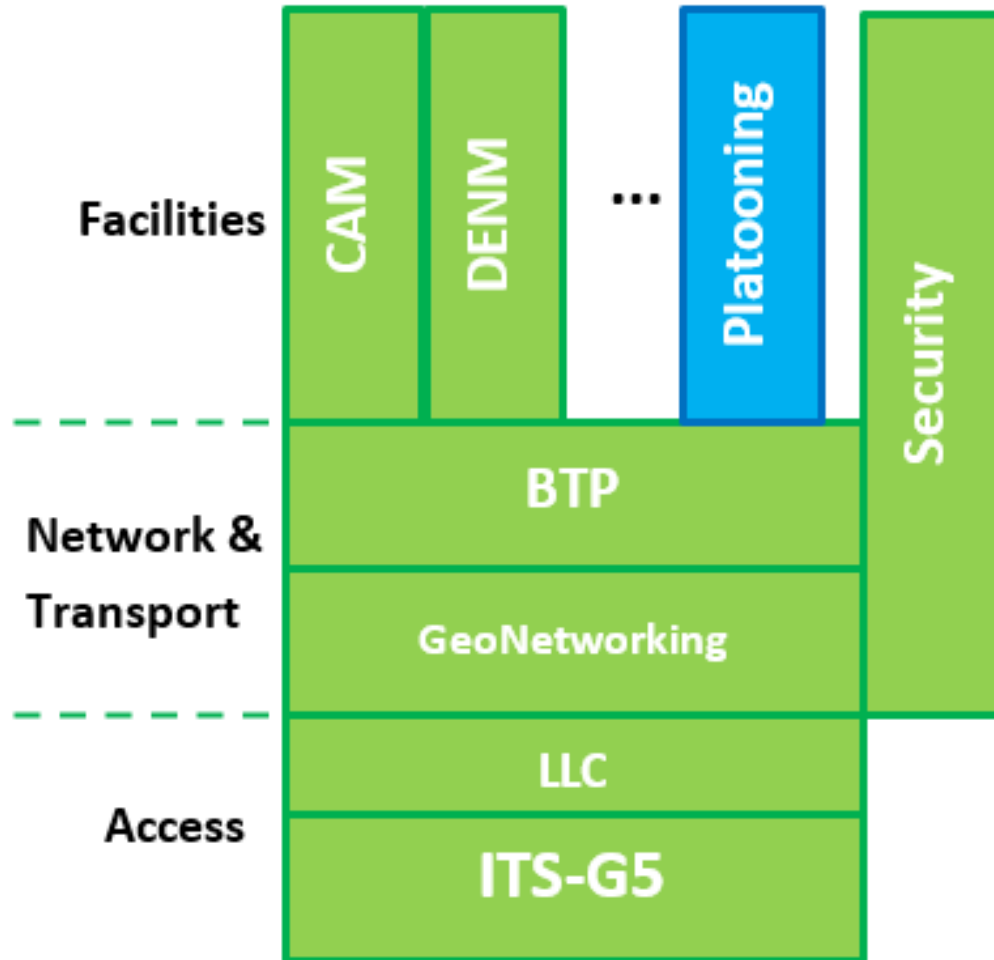 Facilities
CAM
DENM
...
Platooning
Security
Network &
Transport
BTP
GeoNetworking
Access
LLC
ITS-G5